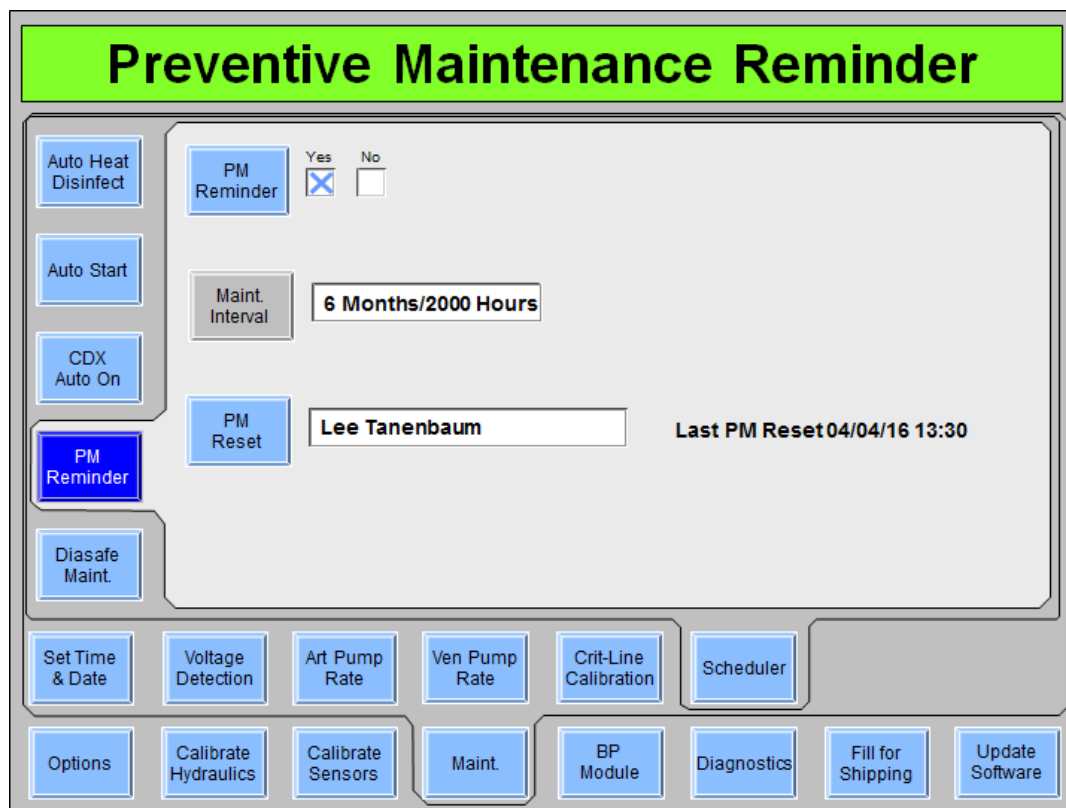 Preventive Maintenance Reminder
Auto Heat
Disinfect
PM
Reminder
Yes No
Auto Start
Maint.
Interval
6 Months/2000 Hours
CDX
Auto On
PM
Reset
Lee Tanenbaum
Last PM Reset 04/04/16 13:30
PM
Reminder
Diasafe
Maint.
Set Time
& Date
Voltage
Detection
Art Pump
Rate
Ven Pump
Rate
Crit-Line
Calibration
Scheduler
Options
Calibrate
Hydraulics
Calibrate
Sensors
Maint.
BP
Module
Diagnostics
Fill for
Shipping
Update
Software